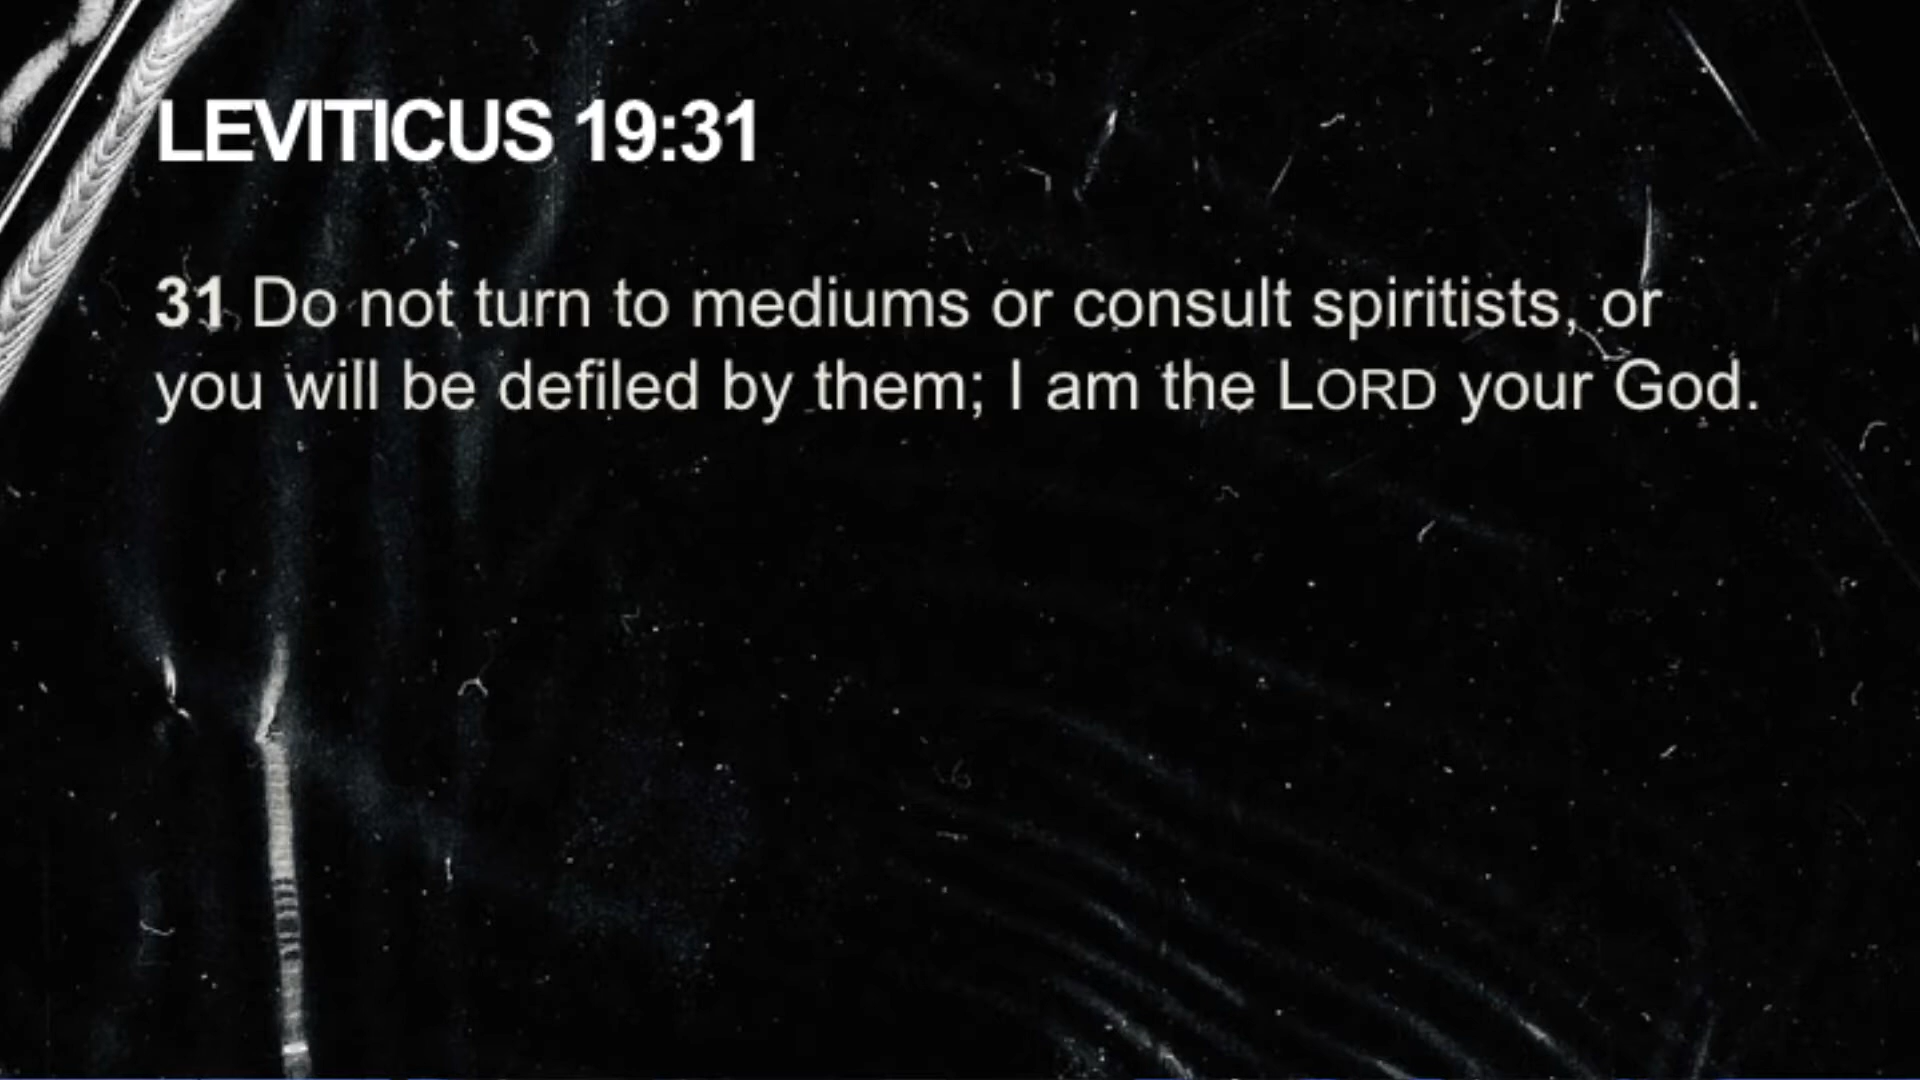 LEVITICUS 19:31
31 Do not turn to mediums or consult spiritists, or
you will be defiled by them; I am the LORD your God.